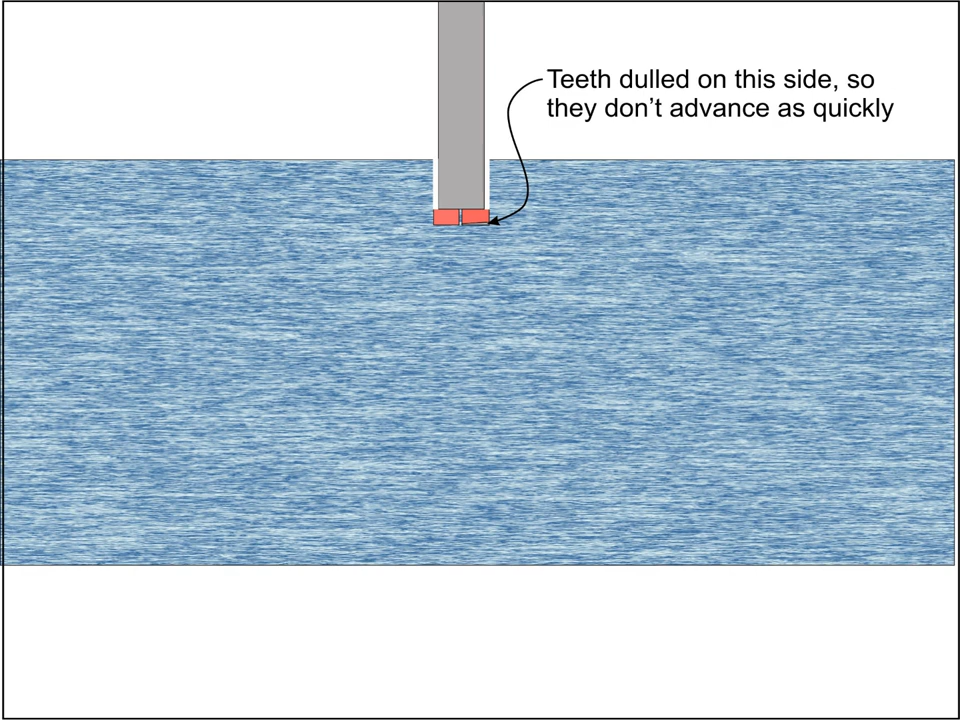 Teeth dulled on this side, so
they don’t advance as quickly